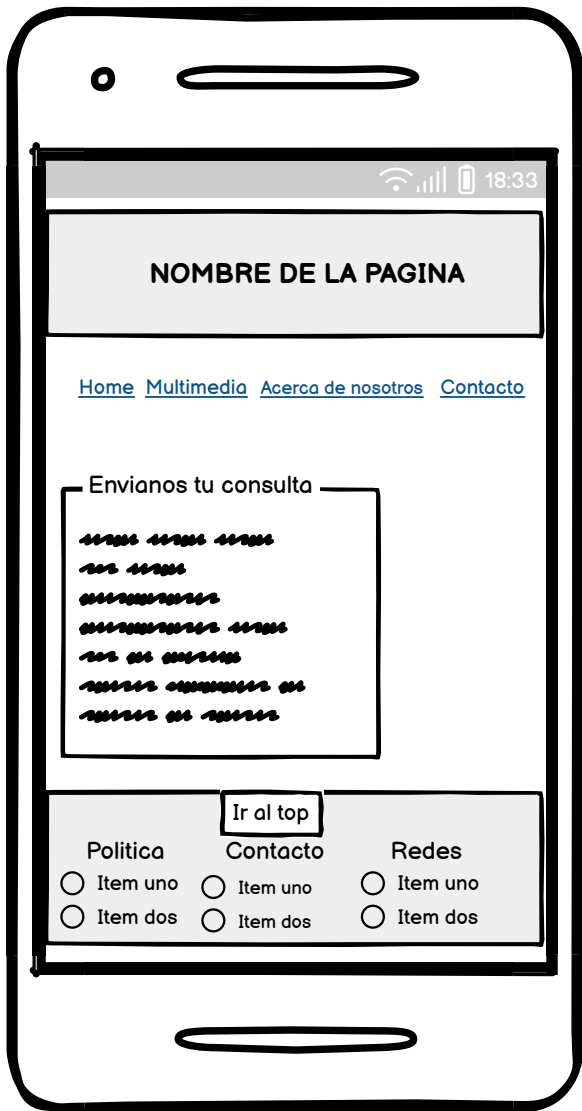 18:33
NOMBRE DE LA PAGINA
Home Multimedia Acerca de nosotros Contacto
Envianos tu consulta
Ir al top
Politica Contacto Redes
Item uno Item uno Item uno
Item dos Item dos Item dos